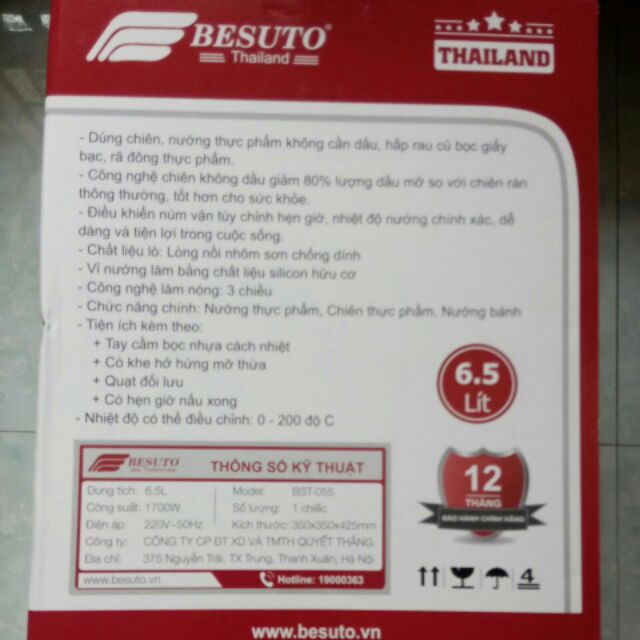 BESUTO®
Thailand
THAILAND
- Dùng chiên, nướng thực phẩm không cần dầu, hấp rau củ bọc giấy
bạc, rã đông thực phẩm.
- Công nghệ chiên không dầu giảm 80% lượng dầu mỡ so với chiên rán
thông thường, tốt hơn cho sức khỏe.
- Điều khiển núm vặn tùy chỉnh hẹn giờ, nhiệt độ nướng chính xác, dễ
dàng và tiện lợi trong cuộc sống.
- Chất liệu lò: Lòng nồi nhôm sơn chống dính
- Vỉ nướng làm bằng chất liệu silicon hữu cơ
- Công nghệ làm nóng: 3 chiều
- Chức năng chính: Nướng thực phẩm, Chiên thực phẩm, Nướng bánh
- Tiện ích kèm theo:
+ Tay cầm bọc nhựa cách nhiệt
+ Có khe hở hứng mỡ thừa
+ Quạt đối lưu
+ Có hẹn giờ nấu xong
- Nhiệt độ có thể điều chỉnh: 0 - 200 độ C
6.5
Lít
12
THÁNG
BẢO HÀNH CHÍNH HÃNG
BESUTO
THÔNG SỐ KỸ THUẬT
Dung tích: 6.5L Model: BST-055
Công suất: 1700W Số lượng: 1 chiếc
Điện áp: 220V~50Hz Kích thước: 350x350x425mm
Công ty: CÔNG TY CP ĐT XD VÀ TMTH QUYẾT THẮNG
Địa chỉ: 375 Nguyễn Trãi, TX Trung, Thanh Xuân, Hà Nội
www.besuto.vn Hotline: 19000363
4
www.besuto.vn